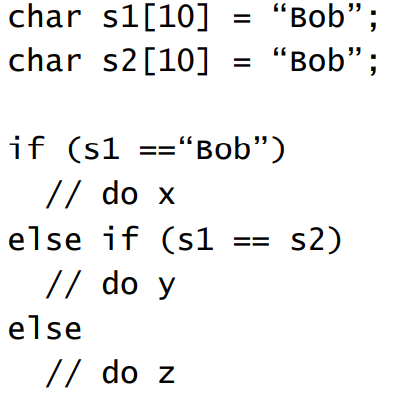 char s1[10] = “Bob”;
char s2[10] = “Bob”;
if (s1 ==“Bob”)
// do x
else if (s1 == s2)
// do y
else
// do z